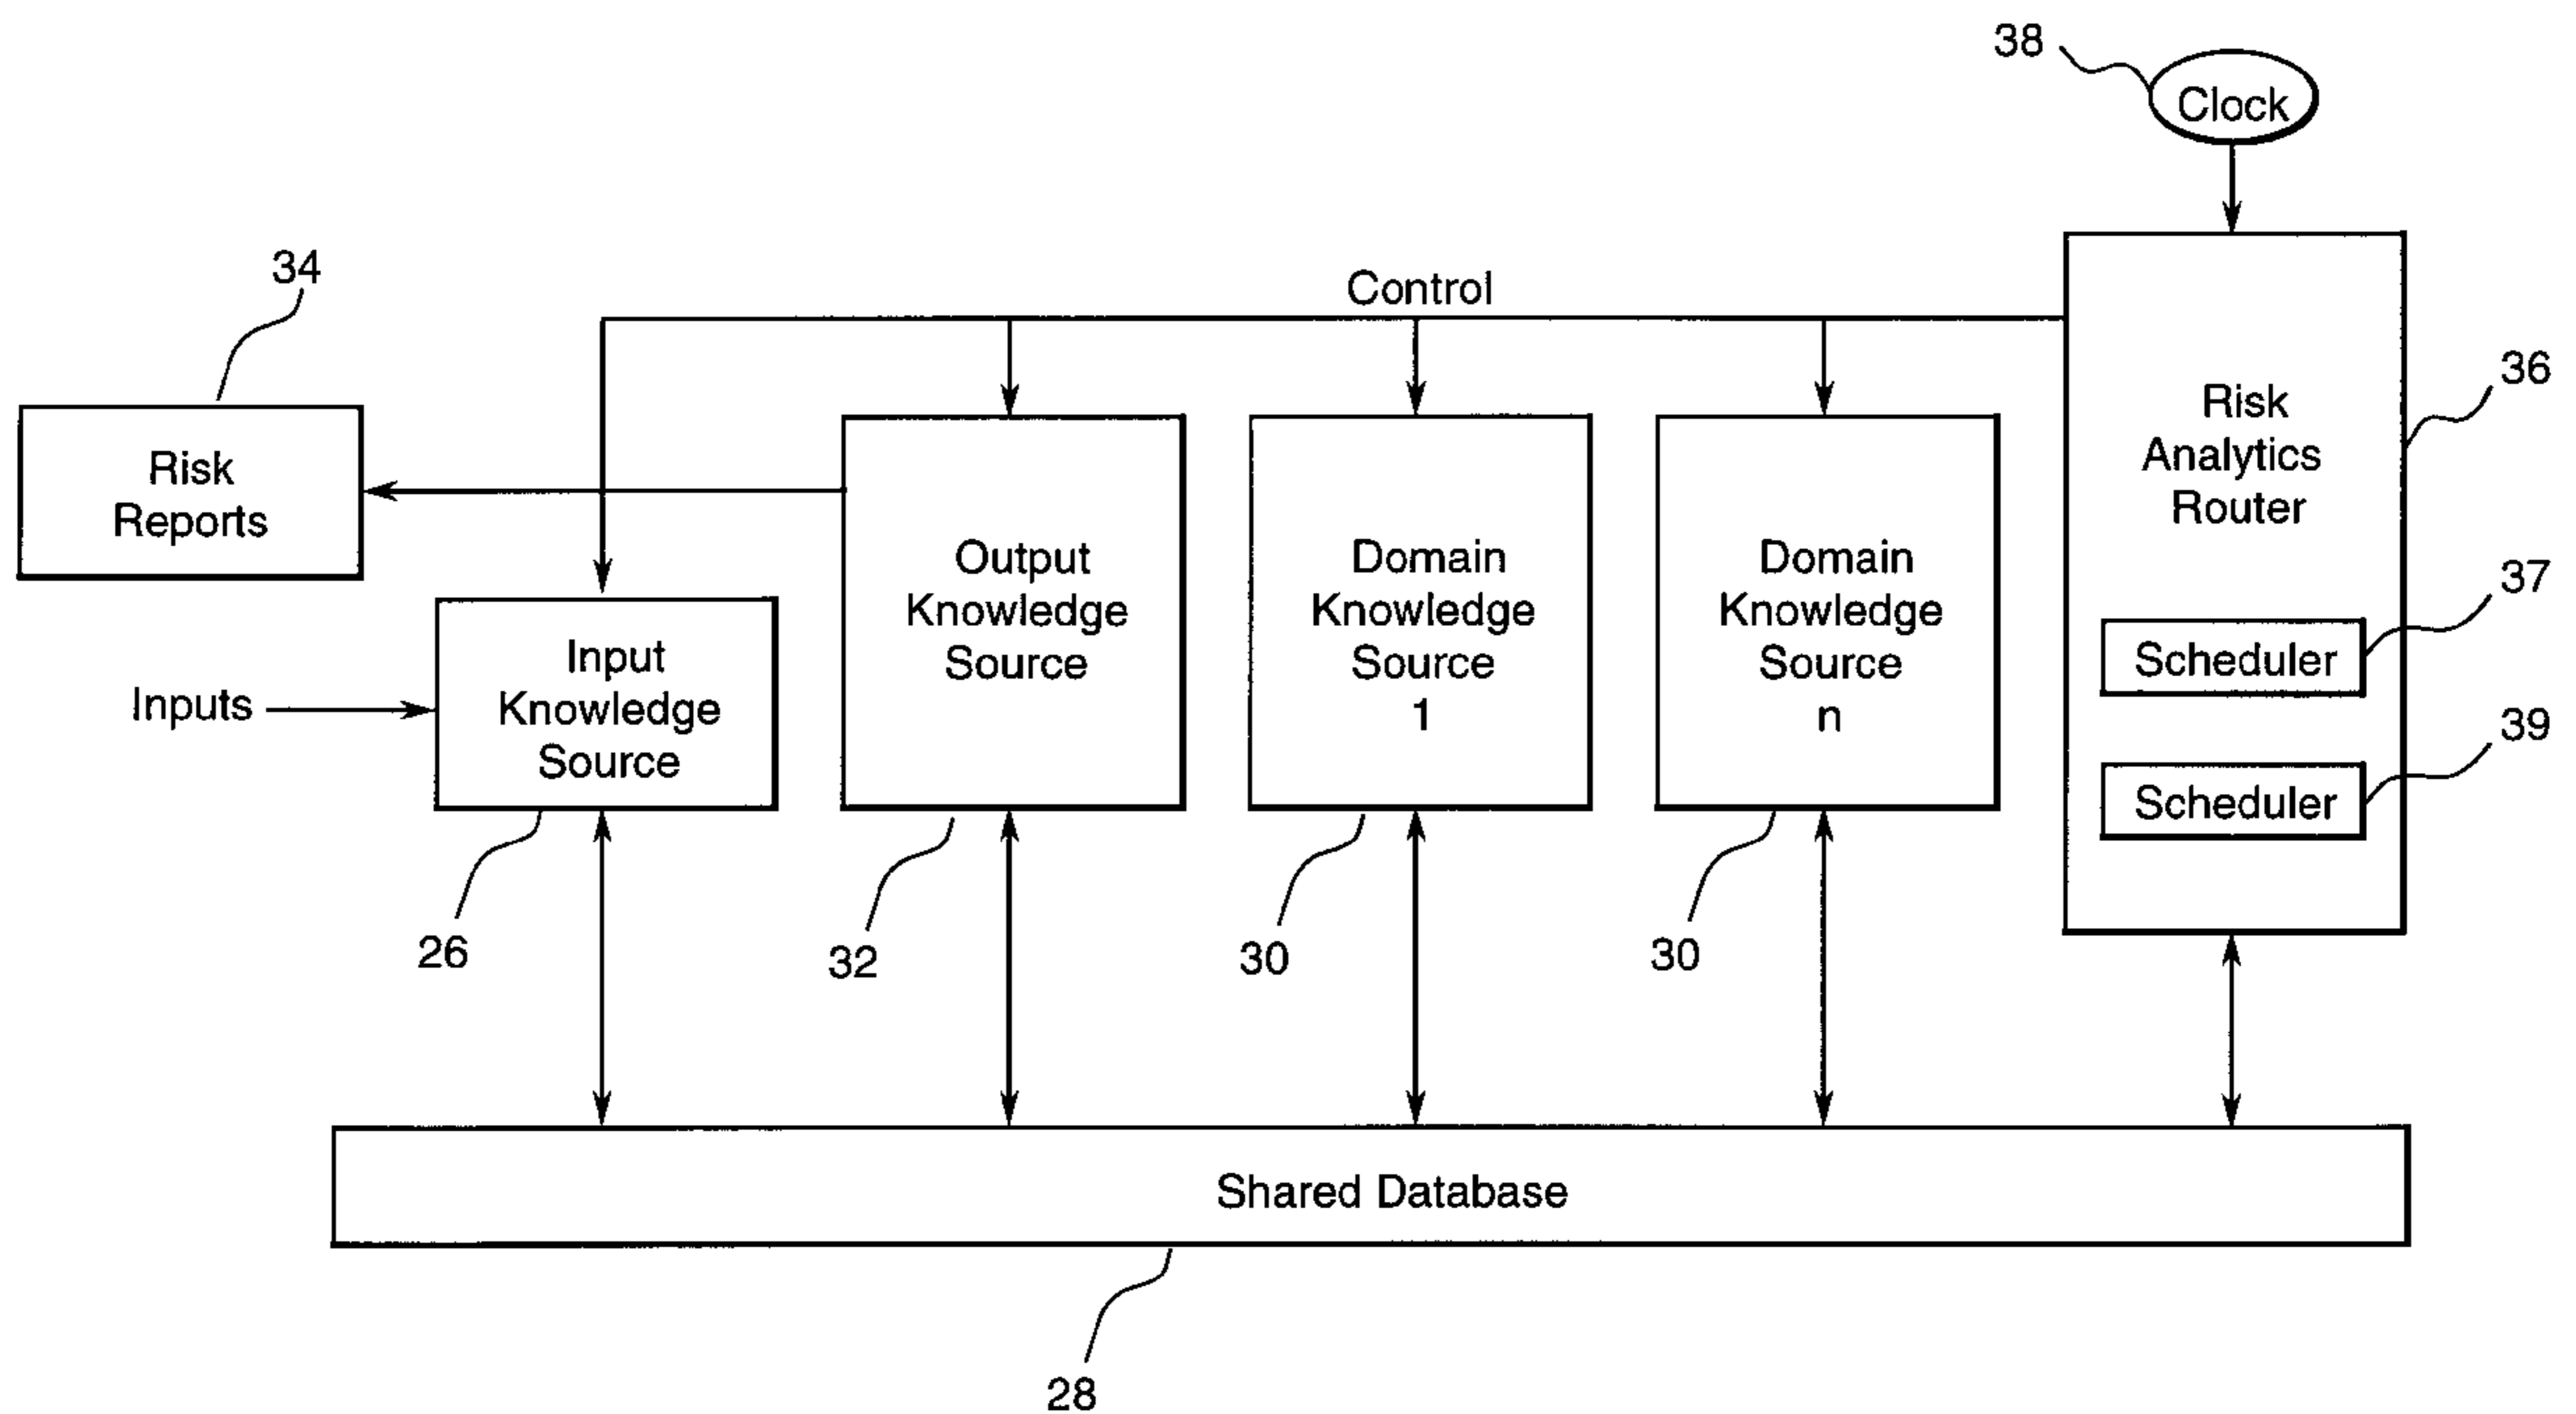 38
Clock
34
Control
36
Risk
Analytics
Router
Risk
Reports
37
Output
Knowledge
Source
Domain
Knowledge
Source
1
Domain
Knowledge
Source
n
Scheduler
Inputs
Input
Knowledge
Source
39
Scheduler
26
32
30
30
Shared Database
28